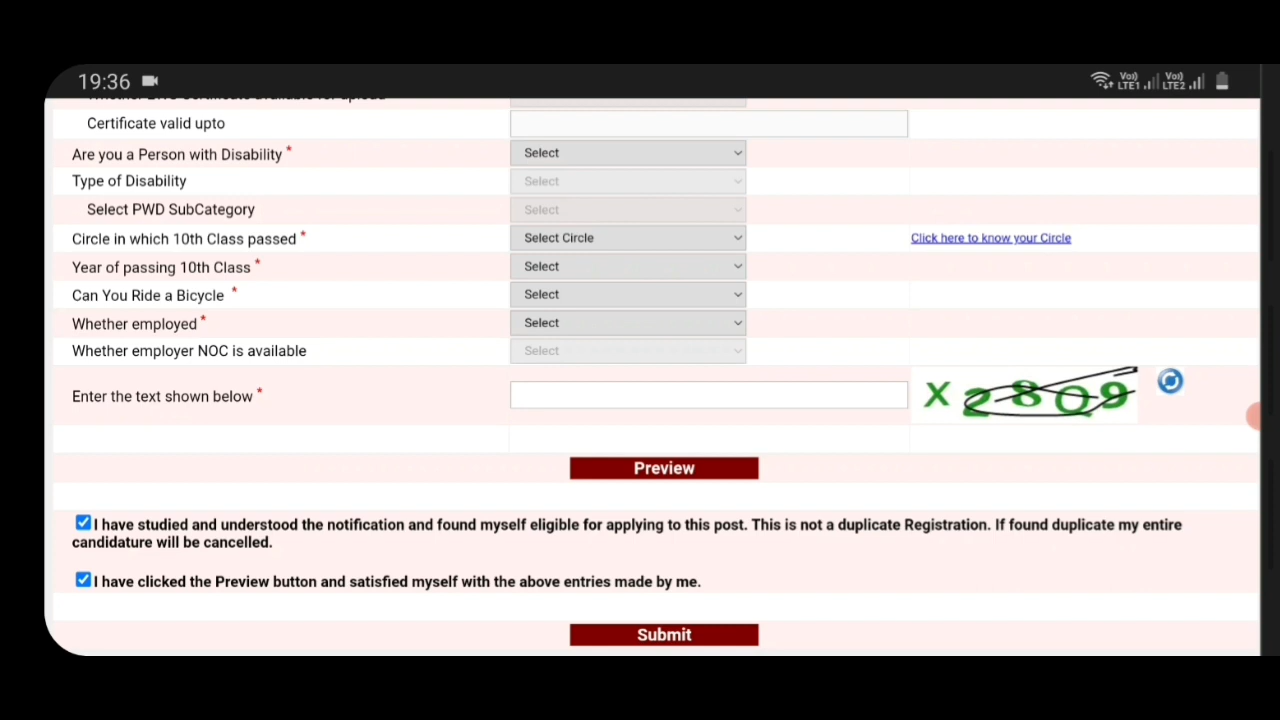 19:36
Vo) LTE1 Vo) LTE2
Certificate valid upto
Are you a Person with Disability * Select
Type of Disability Select
Select PWD SubCategory Select
Circle in which 10th Class passed * Select Circle Click here to know your Circle
Year of passing 10th Class * Select
Can You Ride a Bicycle * Select
Whether employed * Select
Whether employer NOC is available Select
Enter the text shown below *
Preview
I have studied and understood the notification and found myself eligible for applying to this post. This is not a duplicate Registration. If found duplicate my entire
candidature will be cancelled.
I have clicked the Preview button and satisfied myself with the above entries made by me.
Submit